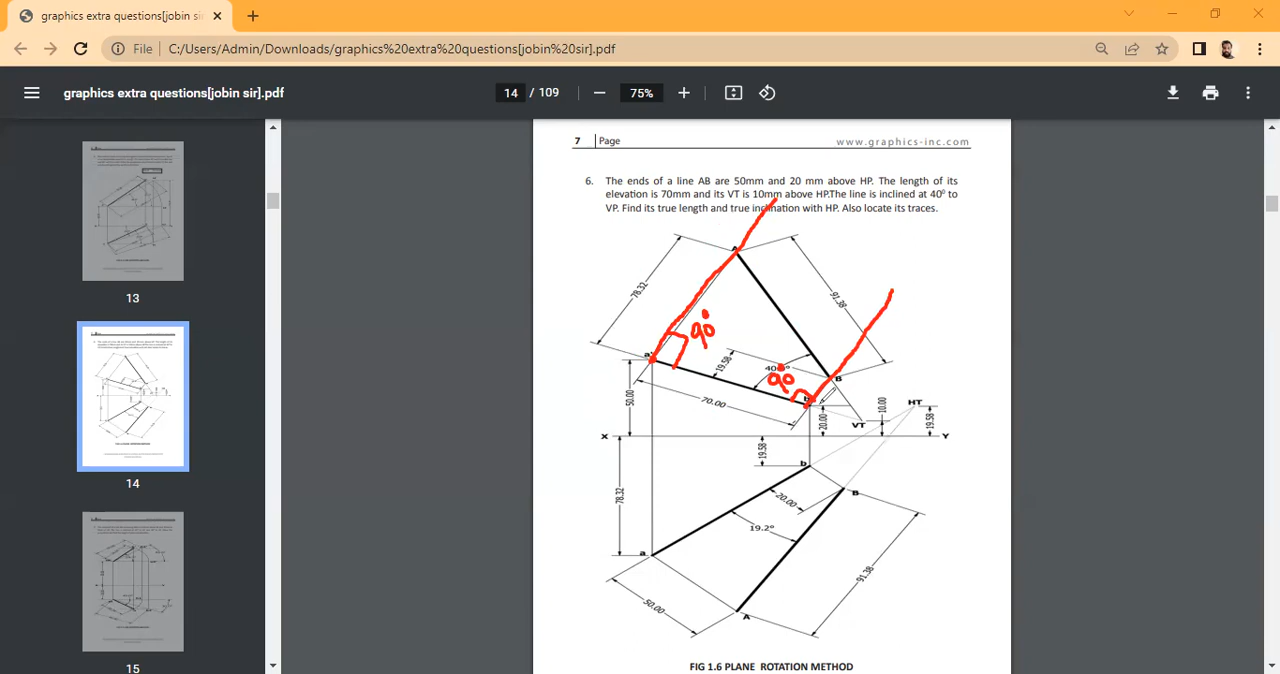 graphics extra questions[jobin sir
File
C:/Users/Admin/Downloads/graphics%20extra%20questions[jobin%20sir].pdf
graphics extra questions[jobin sir].pdf
14 / 109
75%
13
14
15
7 Page
www.graphics-inc.com
6. The ends of a line AB are 50mm and 20 mm above HP. The length of its
elevation is 70mm and its VT is 10mm above HP.The line is inclined at 40⁰ to
VP. Find its true length and true inclination with HP. Also locate its traces.
A
78.32
91.38
90°
a'
19.58
40
90
B
b'
50.00
70.00
20.00
10.00
VT
HT
19.58
X
Y
19.58
b
78.32
20.00
B
19.2°
a
91.38
50.00
A
FIG 1.6 PLANE ROTATION METHOD